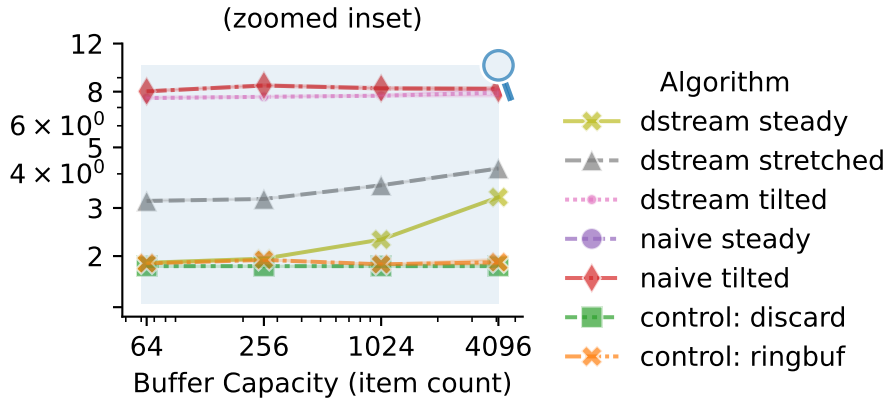 (zoomed inset)
12
8
6 × 10⁰
5
4 × 10⁰
3
2
64 256 1024 4096
Buffer Capacity (item count)
Algorithm
dstream steady
dstream stretched
dstream tilted
naive steady
naive tilted
control: discard
control: ringbuf